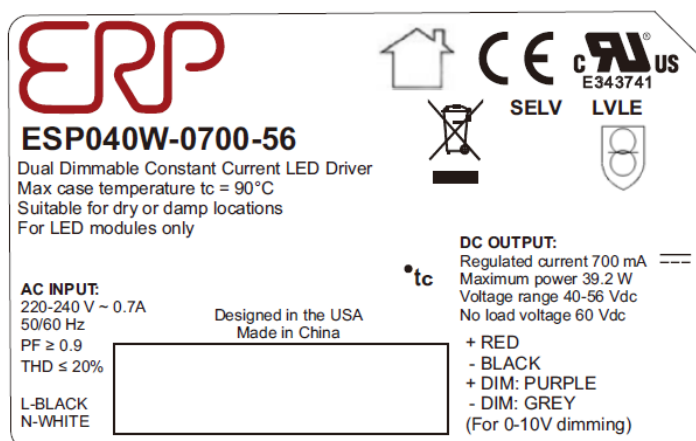 ERP
ESP040W-0700-56
Dual Dimmable Constant Current LED Driver
Max case temperature tc = 90°C
Suitable for dry or damp locations
For LED modules only
CE
c RU ® US
E343741
SELV LVLE
•tc
AC INPUT:
220-240 V ~ 0.7A
50/60 Hz
PF ≥ 0.9
THD ≤ 20%
L-BLACK
N-WHITE
Designed in the USA
Made in China
DC OUTPUT:
Regulated current 700 mA
Maximum power 39.2 W
Voltage range 40-56 Vdc
No load voltage 60 Vdc
+ RED
- BLACK
+ DIM: PURPLE
- DIM: GREY
(For 0-10V dimming)